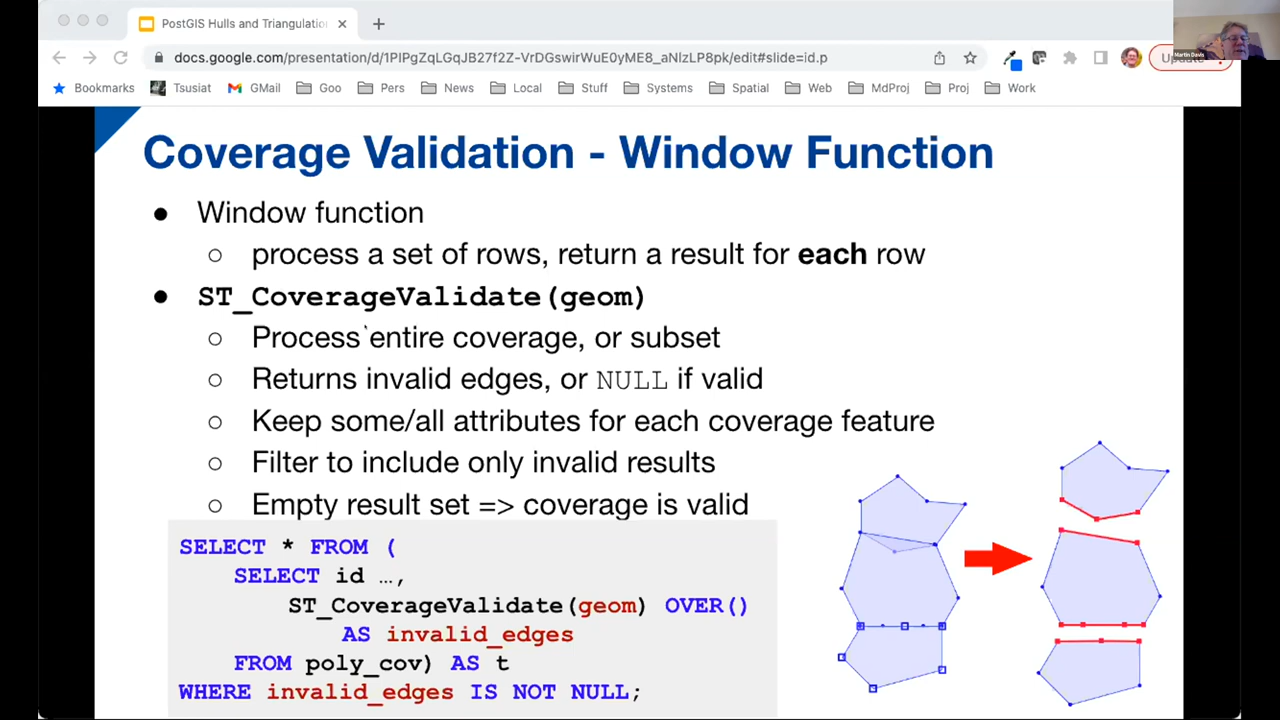 PostGIS Hulls and Triangulatio
docs.google.com/presentation/d/1PIPgZqLGqJB27f2Z-VrDGswirWuE0yME8_aNlzLP8pk/edit#slide=id.p
Update
Martin Davis
Bookmarks Tsusiat GMail Goo Pers News Local Stuff Systems Spatial Web MdProj Proj Work
Coverage Validation - Window Function
● Window function
○ process a set of rows, return a result for each row
● ST_CoverageValidate(geom)
○ Process entire coverage, or subset
○ Returns invalid edges, or NULL if valid
○ Keep some/all attributes for each coverage feature
○ Filter to include only invalid results
○ Empty result set => coverage is valid
SELECT * FROM (
SELECT id …,
ST_CoverageValidate(geom) OVER()
AS invalid_edges
FROM poly_cov) AS t
WHERE invalid_edges IS NOT NULL;